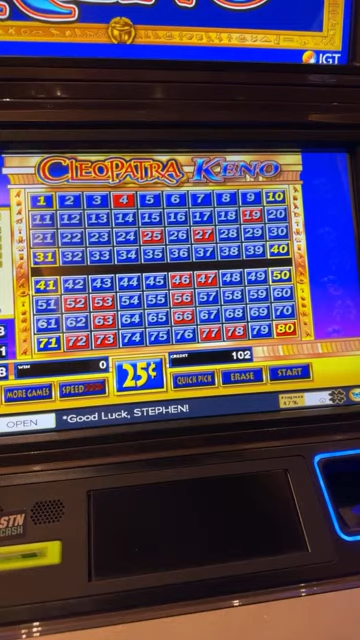 IGT
CLEOPATRA KENO
1 2 3 4 5 6 7 8 9 10
11 12 13 14 15 16 17 18 19 20
21 22 23 24 25 26 27 28 29 30
31 32 33 34 35 36 37 38 39 40
41 42 43 44 45 46 47 48 49 50
51 52 53 54 55 56 57 58 59 60
61 62 63 64 65 66 67 68 69 70
71 72 73 74 75 76 77 78 79 80
WIN 0 25¢ CREDIT 102
MORE GAMES SPEED QUICK PICK ERASE START
OPEN *Good Luck, STEPHEN! Progress 47%
STN
CASH